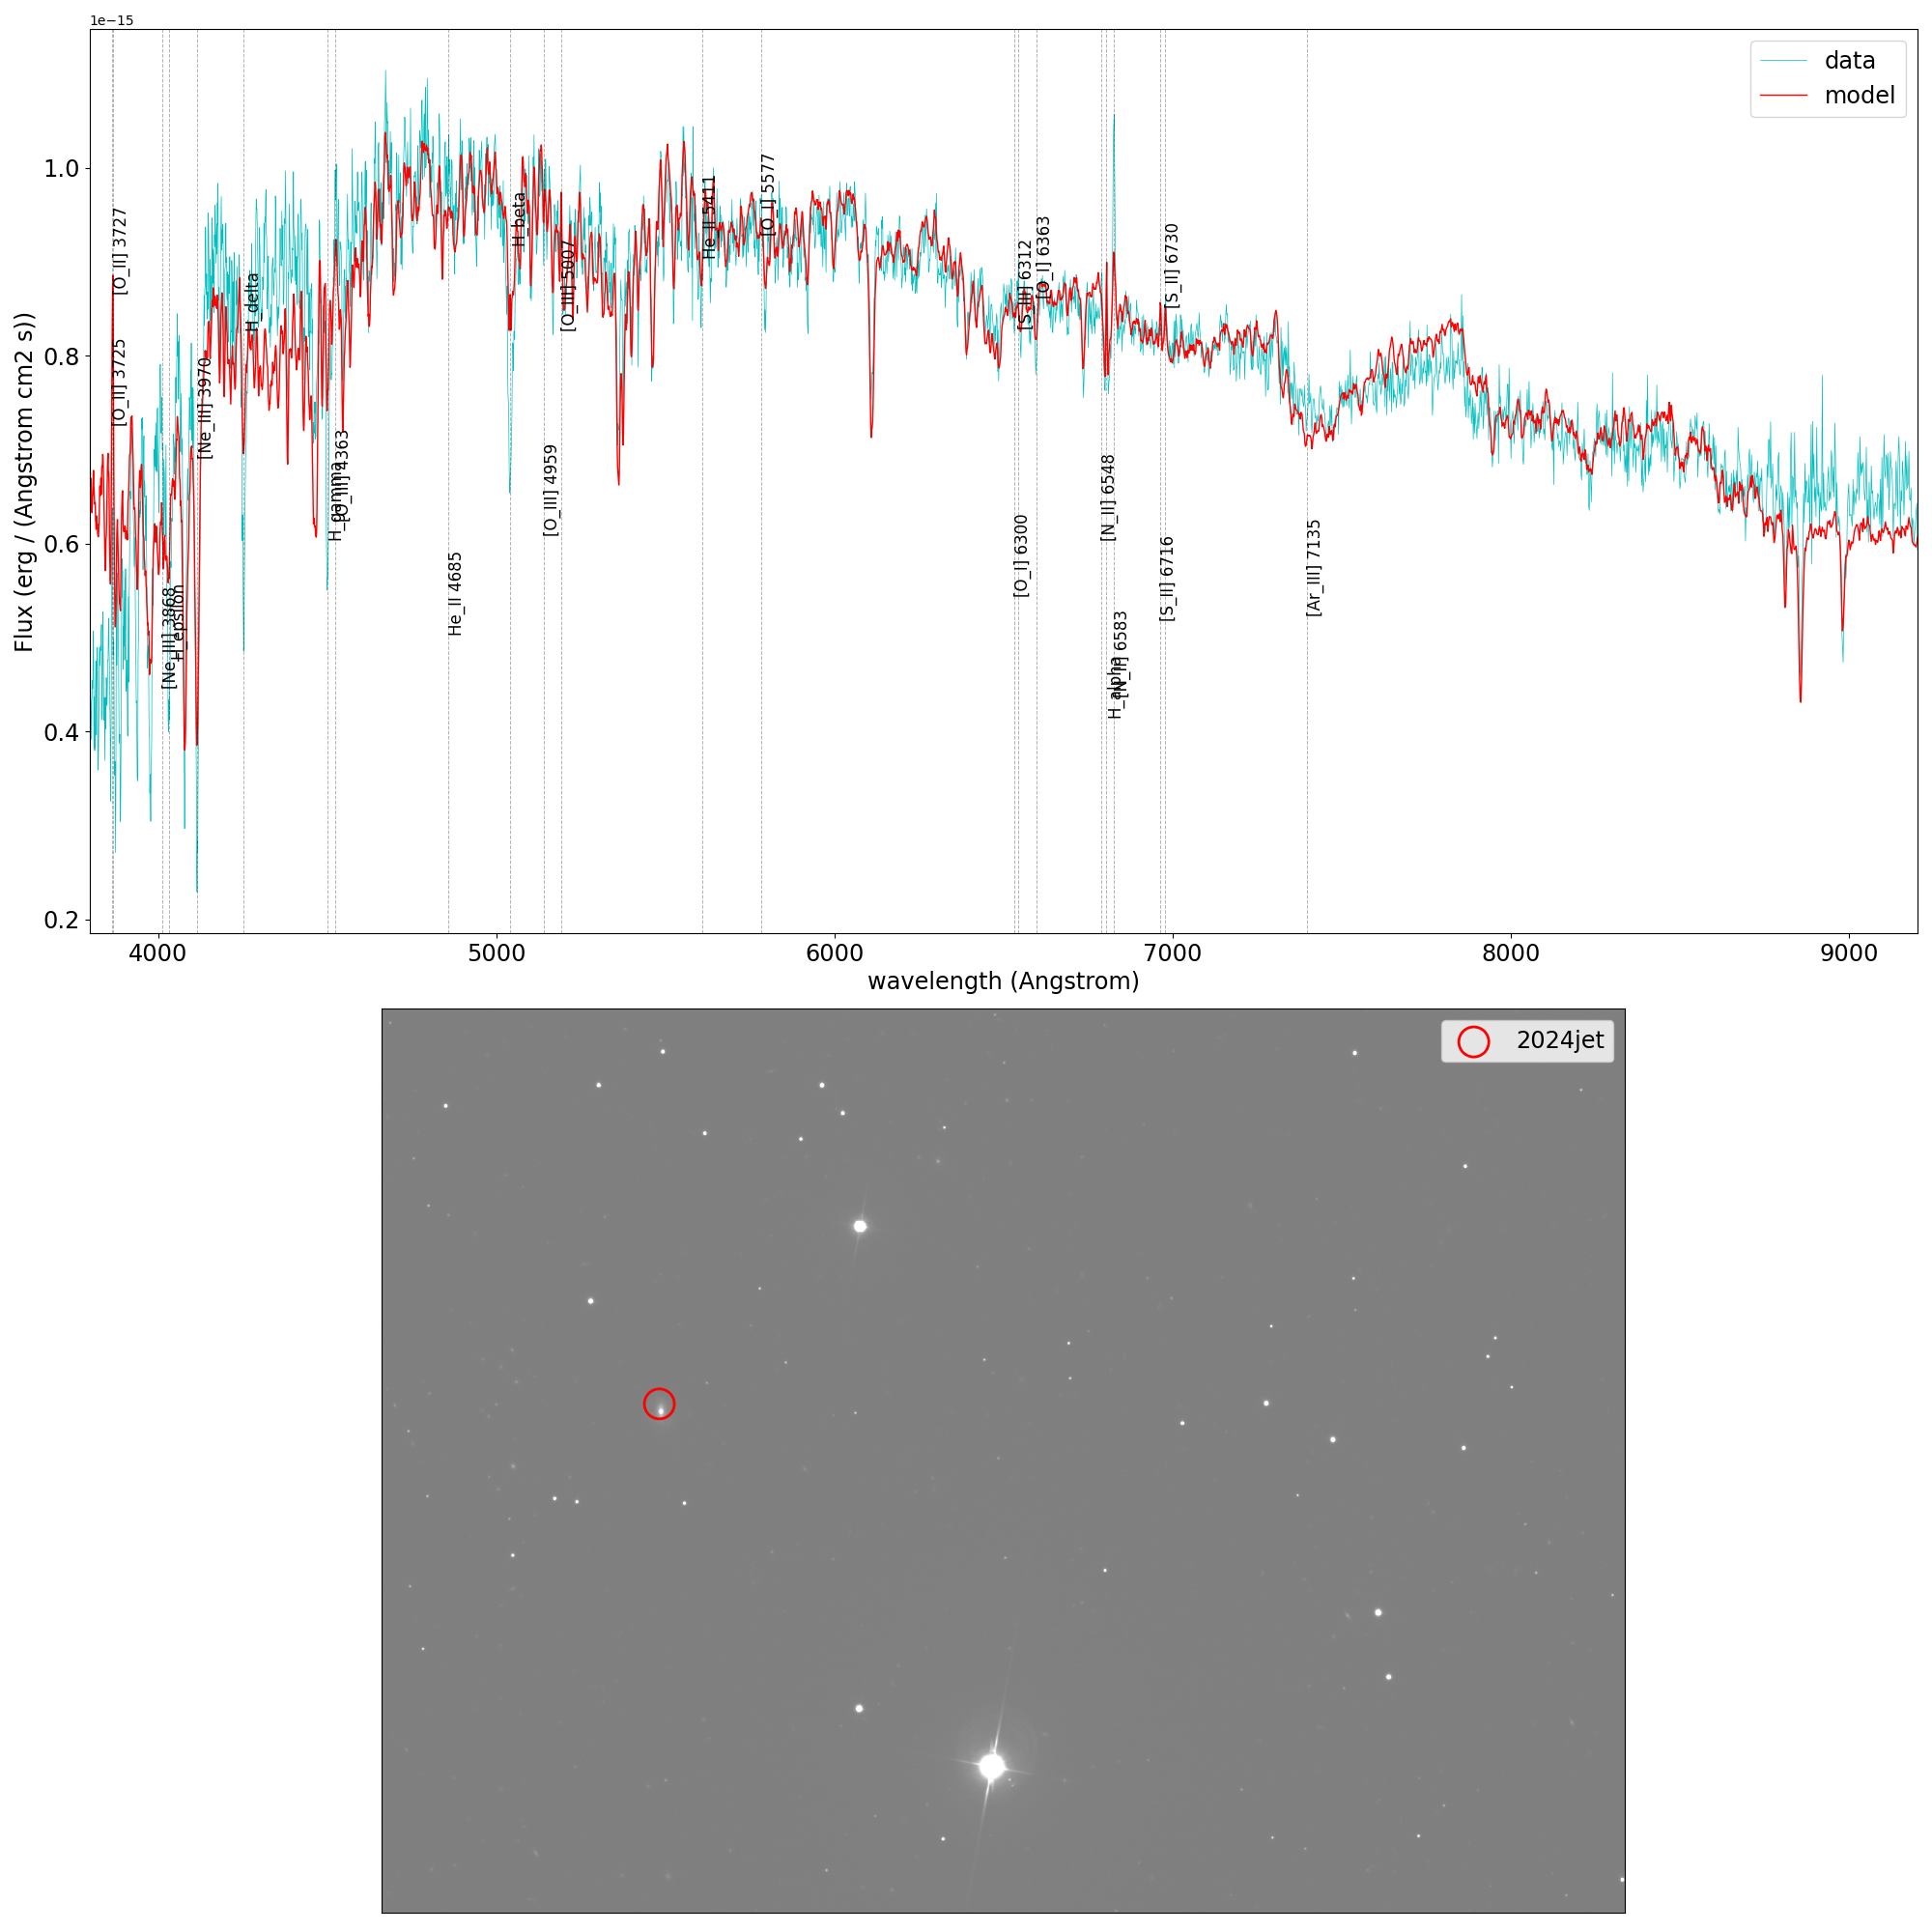 1e−15
data
model
Flux (erg / (Angstrom cm2 s))
1.0
0.8
0.6
0.4
0.2
[O_II] 3727
[O_II] 3725
[Ne_III] 3868
H_epsilon
[Ne_III] 3970
H_delta
H_gamma
[O_III] 4363
He_II 4685
H_beta
[O_III] 4959
[O_III] 5007
He_II 5411
[O_I] 5577
[O_I] 6300
[S_III] 6312
[O_I] 6363
[N_II] 6548
H_alpha
[N_II] 6583
[S_II] 6716
[S_II] 6730
[Ar_III] 7135
4000
5000
6000
7000
8000
9000
wavelength (Angstrom)
2024jet